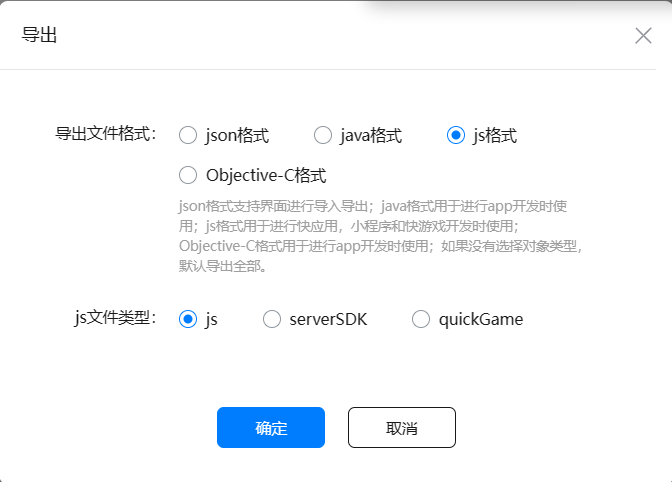 导出
导出文件格式：
json格式
java格式
js格式
Objective-C格式
json格式支持界面进行导入导出；java格式用于进行app开发时使
用；js格式用于进行快应用，小程序和快游戏开发时使用；
Objective-C格式用于进行app开发时使用；如果没有选择对象类型，
默认导出全部。
js文件类型：
js
serverSDK
quickGame
确定
取消